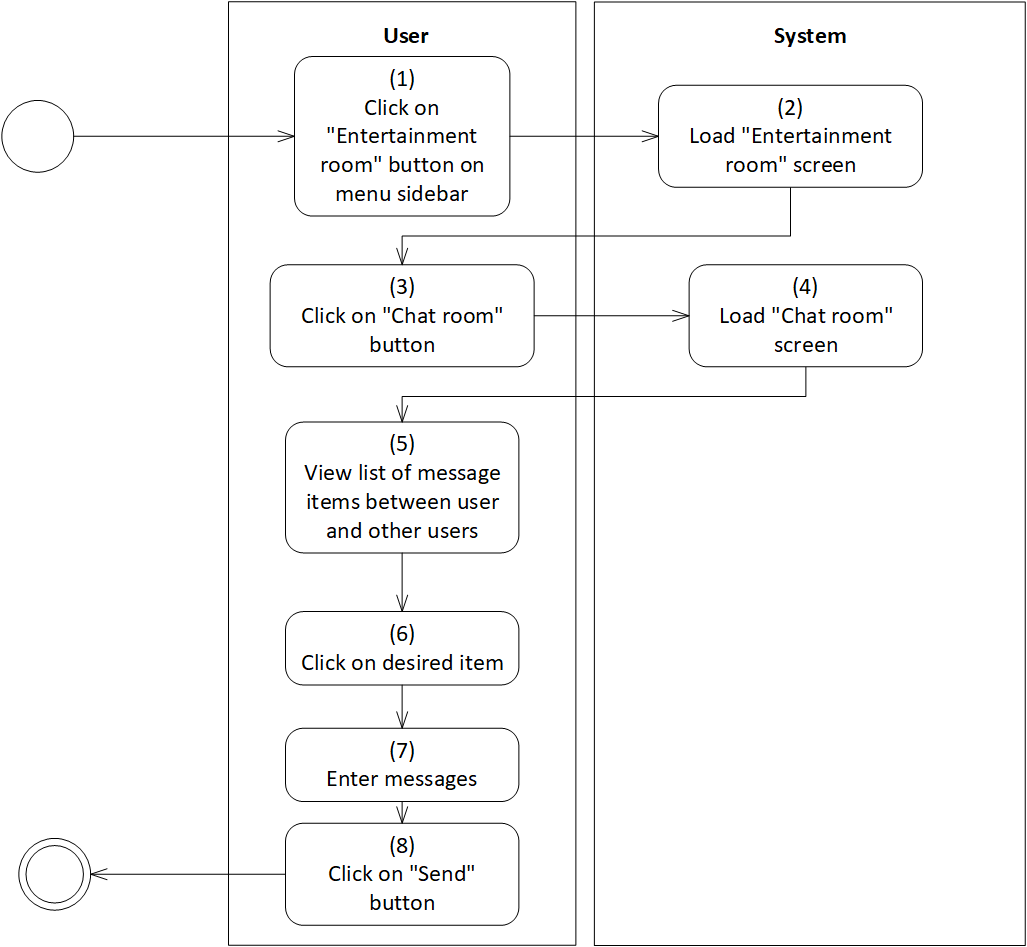 User
System
(1)
Click on
"Entertainment
room" button on
menu sidebar
(2)
Load "Entertainment
room" screen
(3)
Click on "Chat room"
button
(4)
Load "Chat room"
screen
(5)
View list of message
items between user
and other users
(6)
Click on desired item
(7)
Enter messages
(8)
Click on "Send"
button